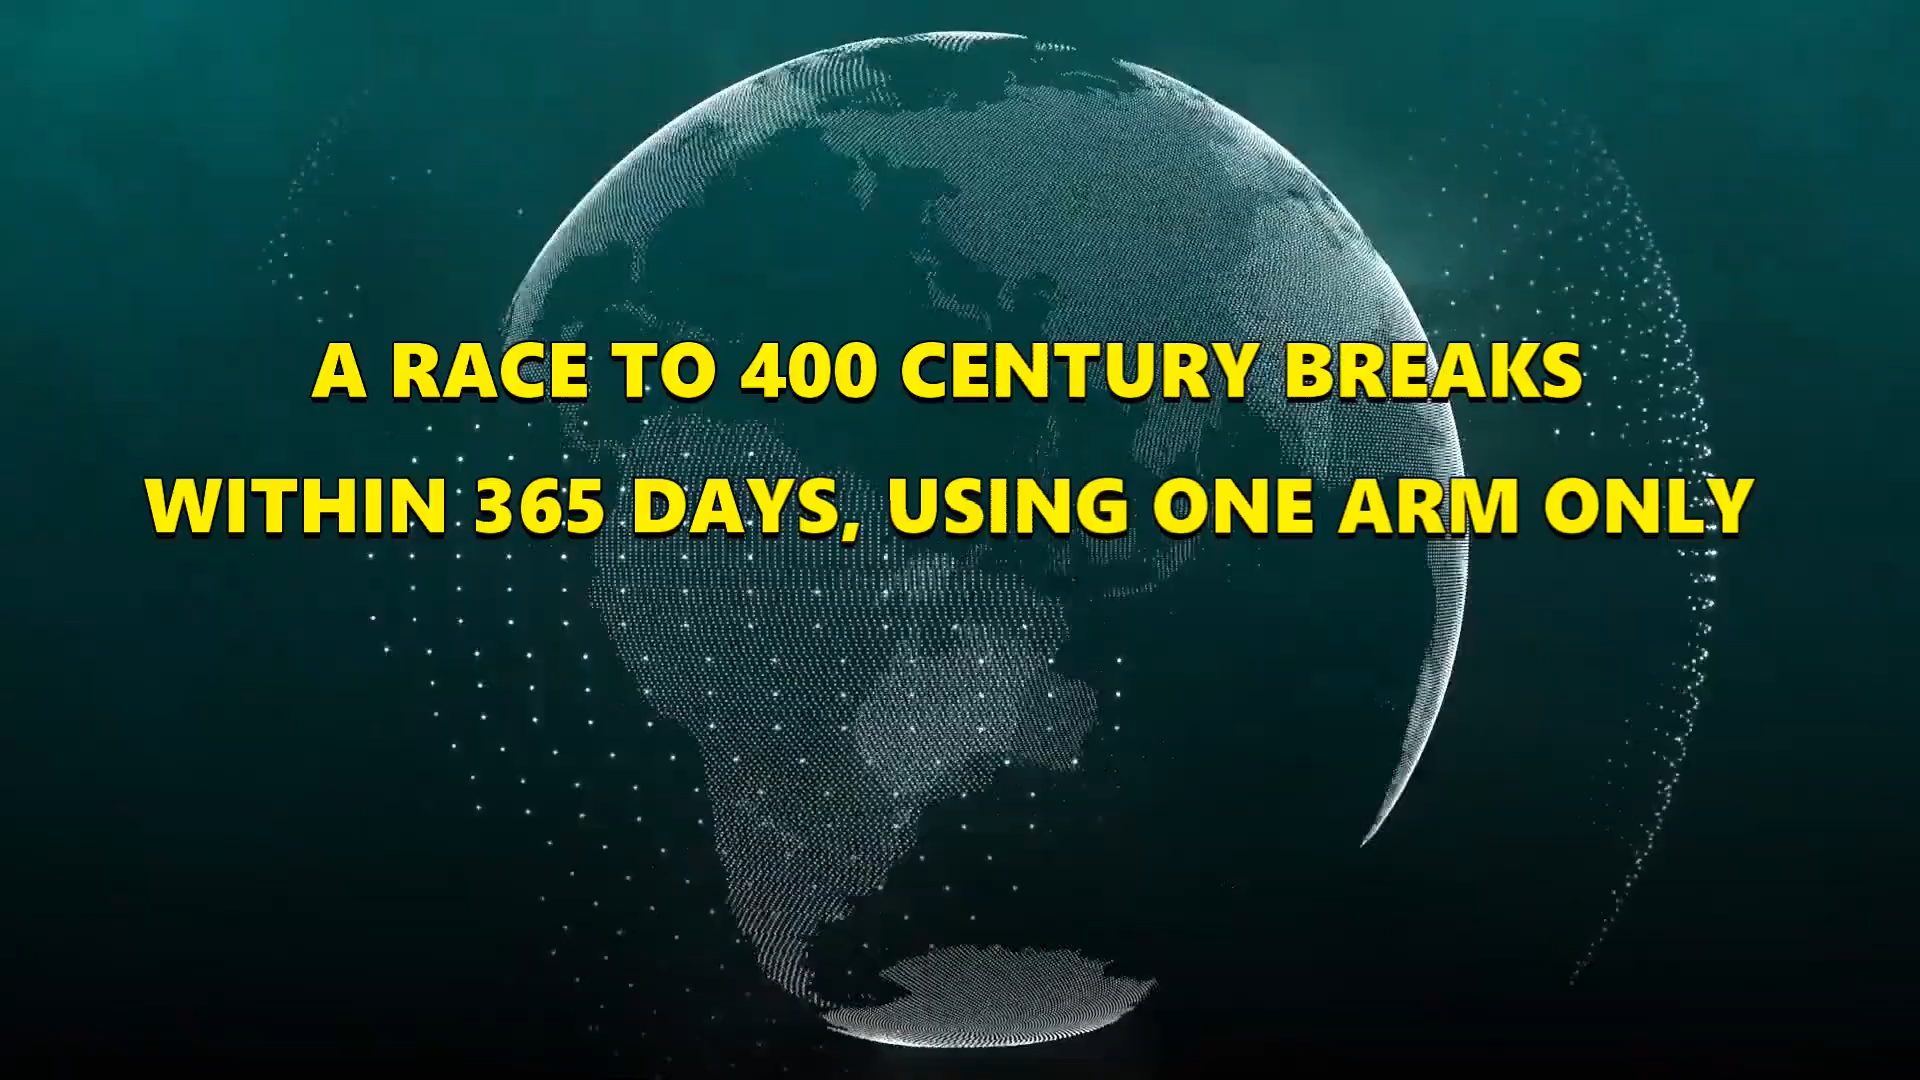 A RACE TO 400 CENTURY BREAKS
WITHIN 365 DAYS, USING ONE ARM ONLY